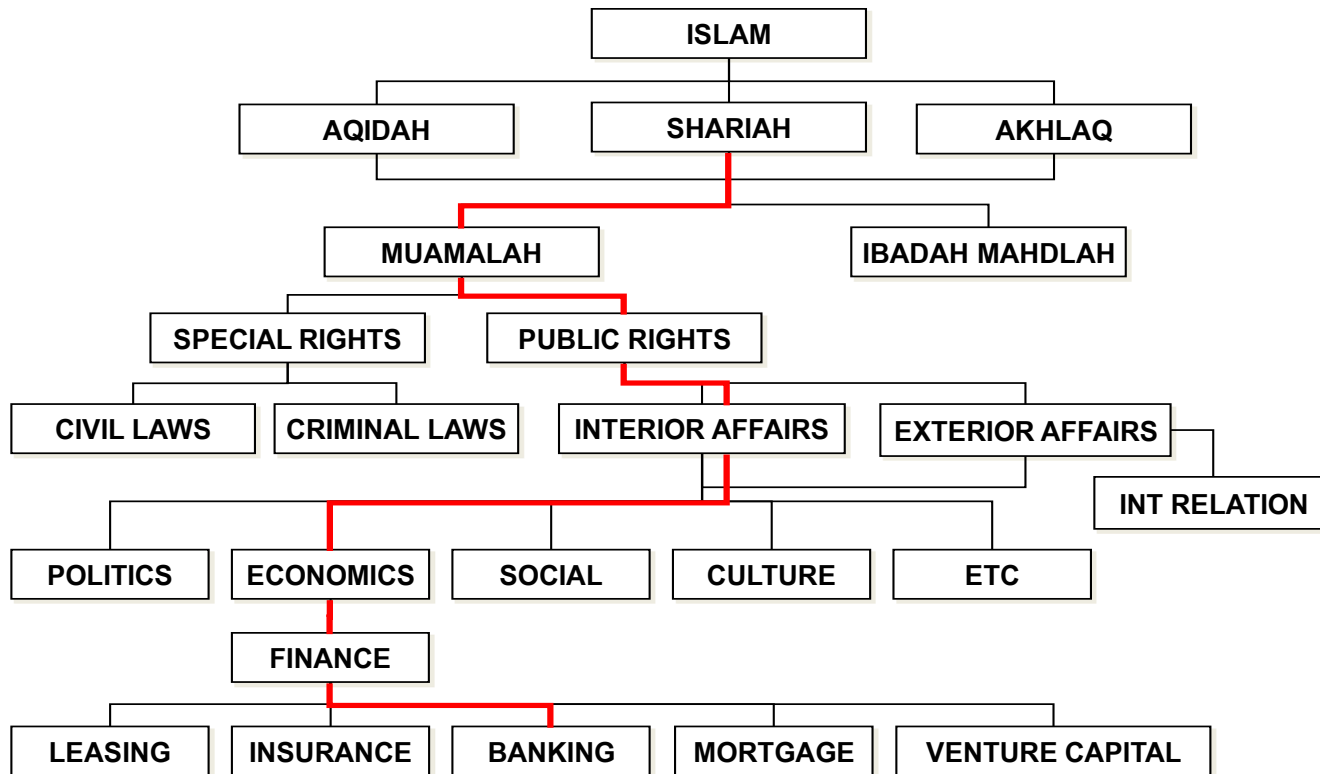 ISLAM
AQIDAH
SHARIAH
AKHLAQ
MUAMALAH
IBADAH MAHDLAH
SPECIAL RIGHTS
PUBLIC RIGHTS
CIVIL LAWS
CRIMINAL LAWS
INTERIOR AFFAIRS
EXTERIOR AFFAIRS
INT RELATION
POLITICS
ECONOMICS
SOCIAL
CULTURE
ETC
FINANCE
LEASING
INSURANCE
BANKING
MORTGAGE
VENTURE CAPITAL